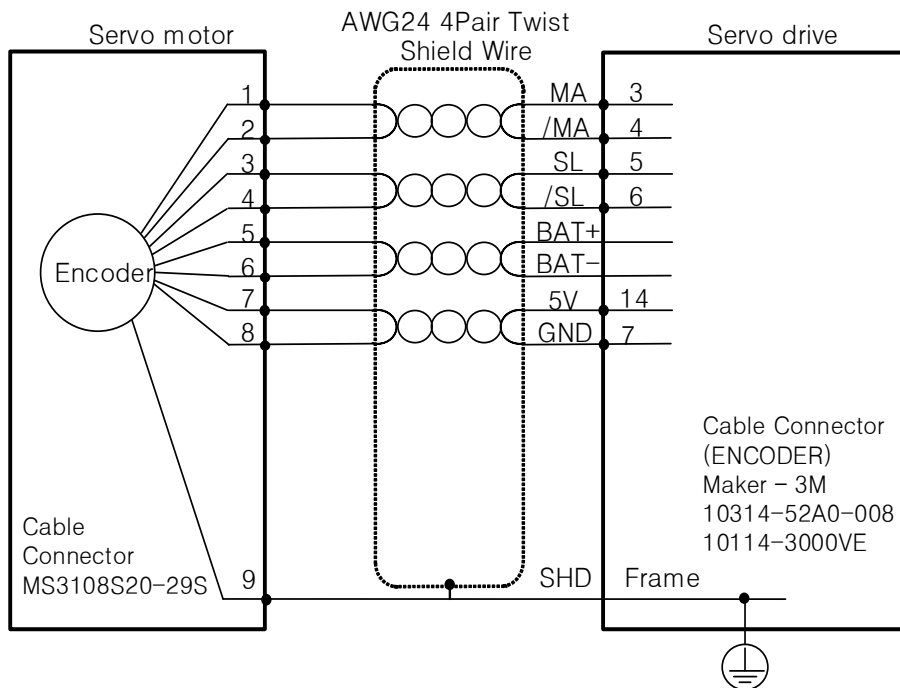 AWG24 4Pair Twist
Shield Wire
Servo motor
Servo drive
1 MA 3
2 /MA 4
3 SL 5
4 /SL 6
5 BAT+
Encoder 6 BAT-
7 5V 14
8 GND 7
Cable Connector
(ENCODER)
Maker - 3M
10314-52A0-008
10114-3000VE
Cable
Connector
MS3108S20-29S
9 SHD Frame